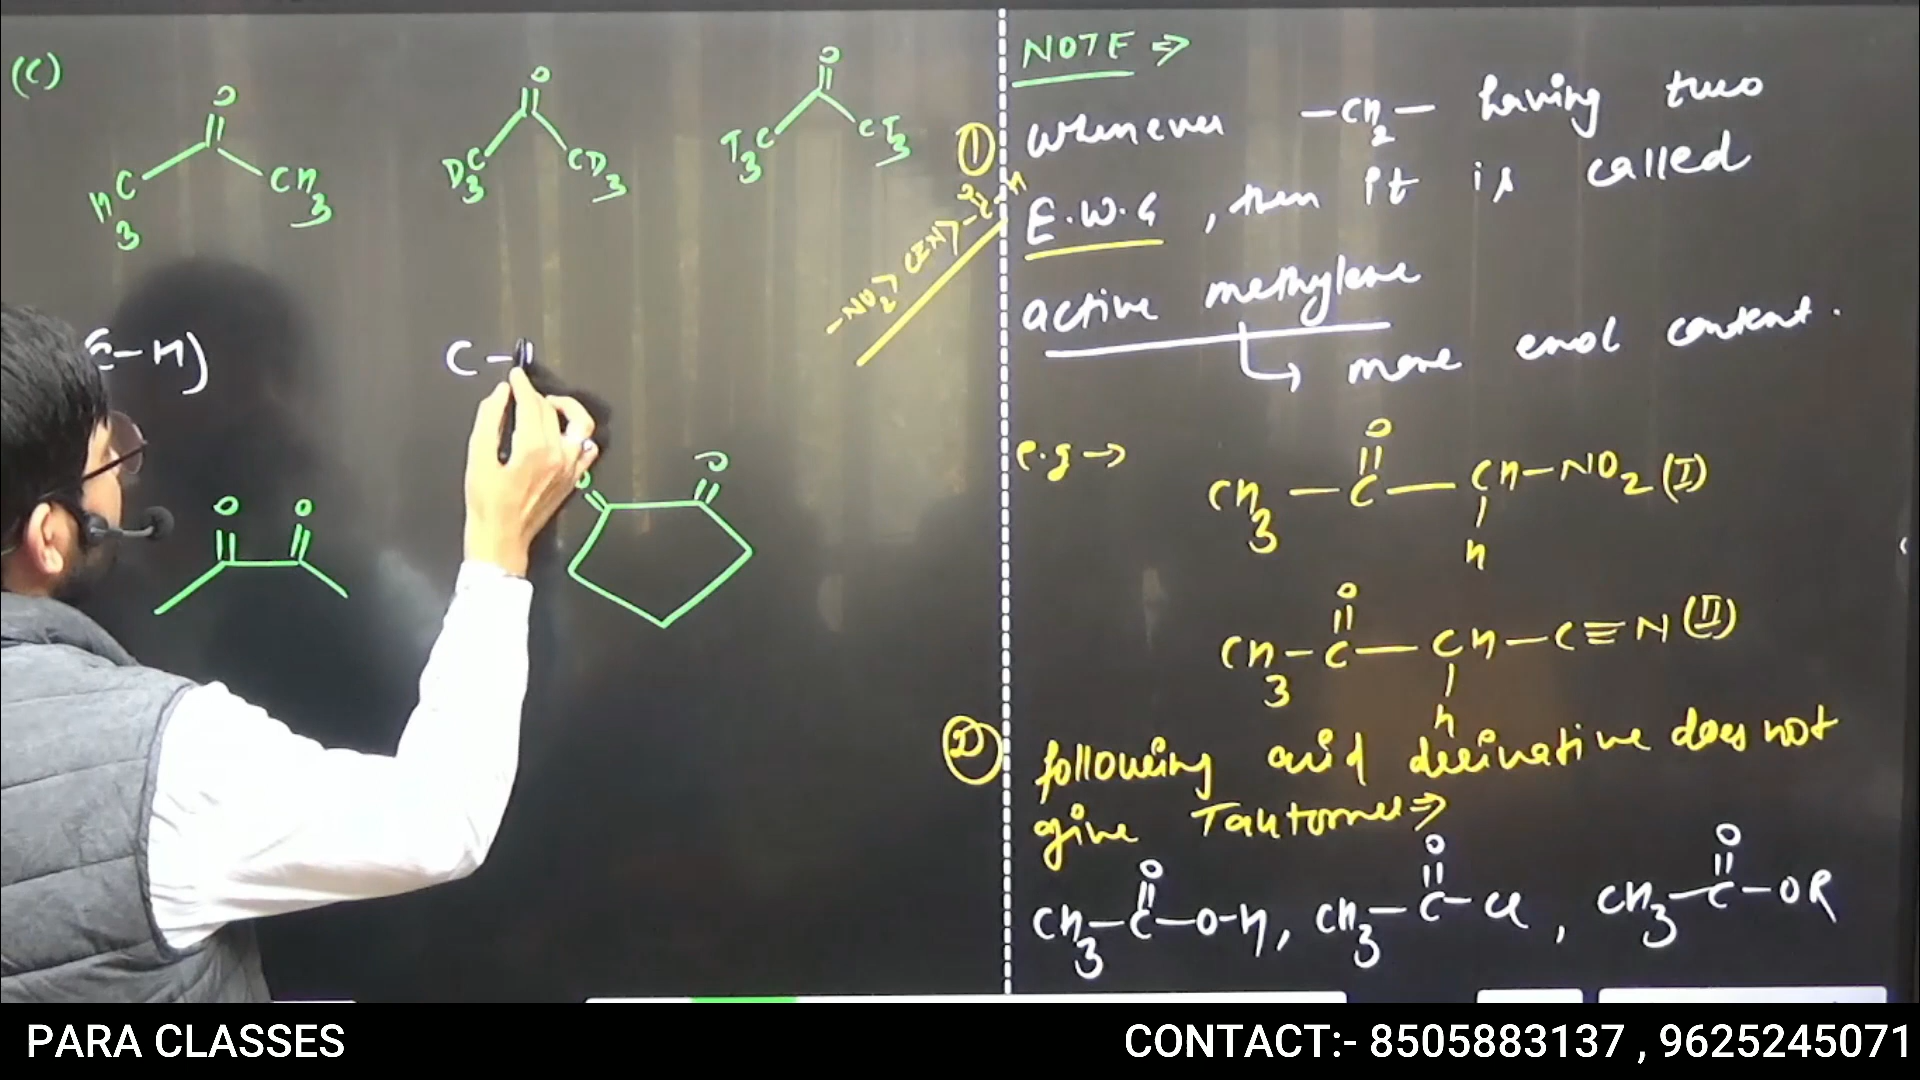 (C)
O
H3C CH3
O
D3C CD3
O
T3C CT3
C-H)
C-
O O
O O
-NO2 > C≡N > -C-H
O
NOTE ⇒
① whenever -CH2- having two
E.W.G, then it is called
active methylene
↳ more enol content.
e.g →
O
CH3 - C - CH - NO2 (I)
H
O
CH3 - C - CH - C≡N (II)
H
② following acid derivative does not
give Tautomer ⇒
O O O
CH3-C-O-H, CH3-C-Cl, CH3-C-OR
PARA CLASSES
CONTACT:- 8505883137 , 9625245071